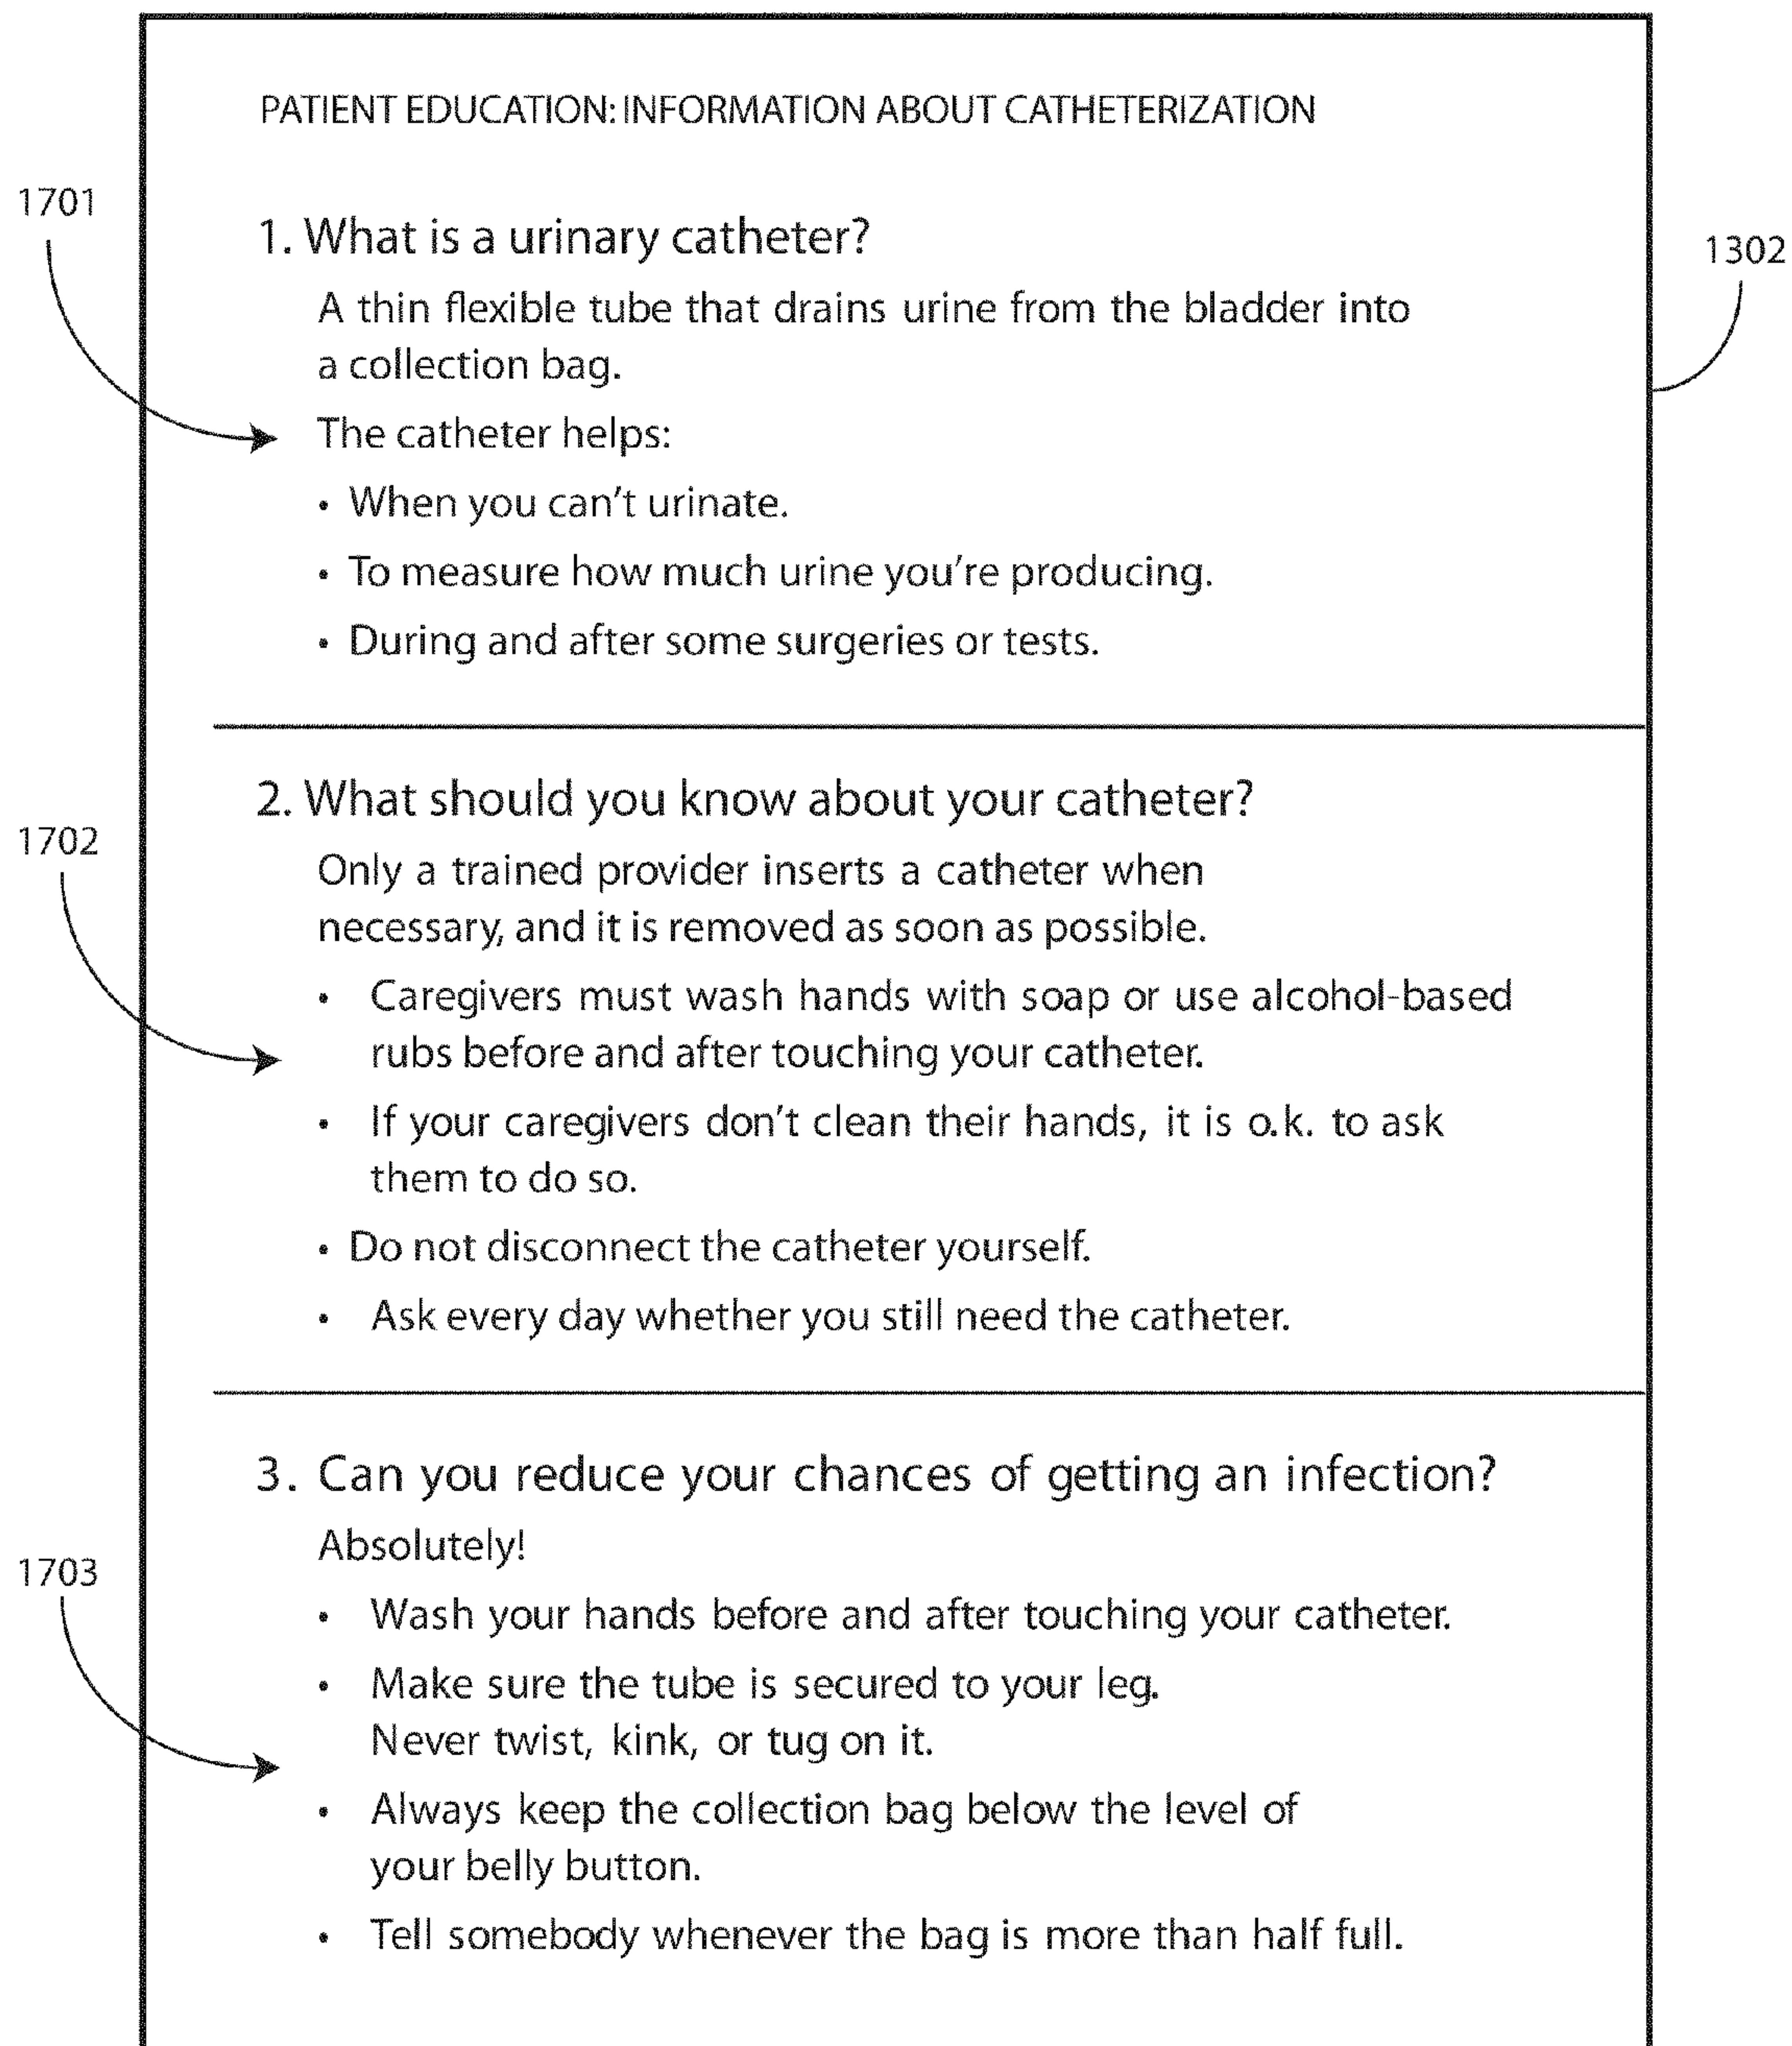 PATIENT EDUCATION: INFORMATION ABOUT CATHETERIZATION
1701
1. What is a urinary catheter?
1302
A thin flexible tube that drains urine from the bladder into
a collection bag.
The catheter helps:
• When you can't urinate.
• To measure how much urine you're producing.
• During and after some surgeries or tests.
2. What should you know about your catheter?
1702
Only a trained provider inserts a catheter when
necessary, and it is removed as soon as possible.
• Caregivers must wash hands with soap or use alcohol-based
rubs before and after touching your catheter.
• If your caregivers don't clean their hands, it is o.k. to ask
them to do so.
• Do not disconnect the catheter yourself.
• Ask every day whether you still need the catheter.
3. Can you reduce your chances of getting an infection?
Absolutely!
1703
• Wash your hands before and after touching your catheter.
• Make sure the tube is secured to your leg.
Never twist, kink, or tug on it.
• Always keep the collection bag below the level of
your belly button.
• Tell somebody whenever the bag is more than half full.